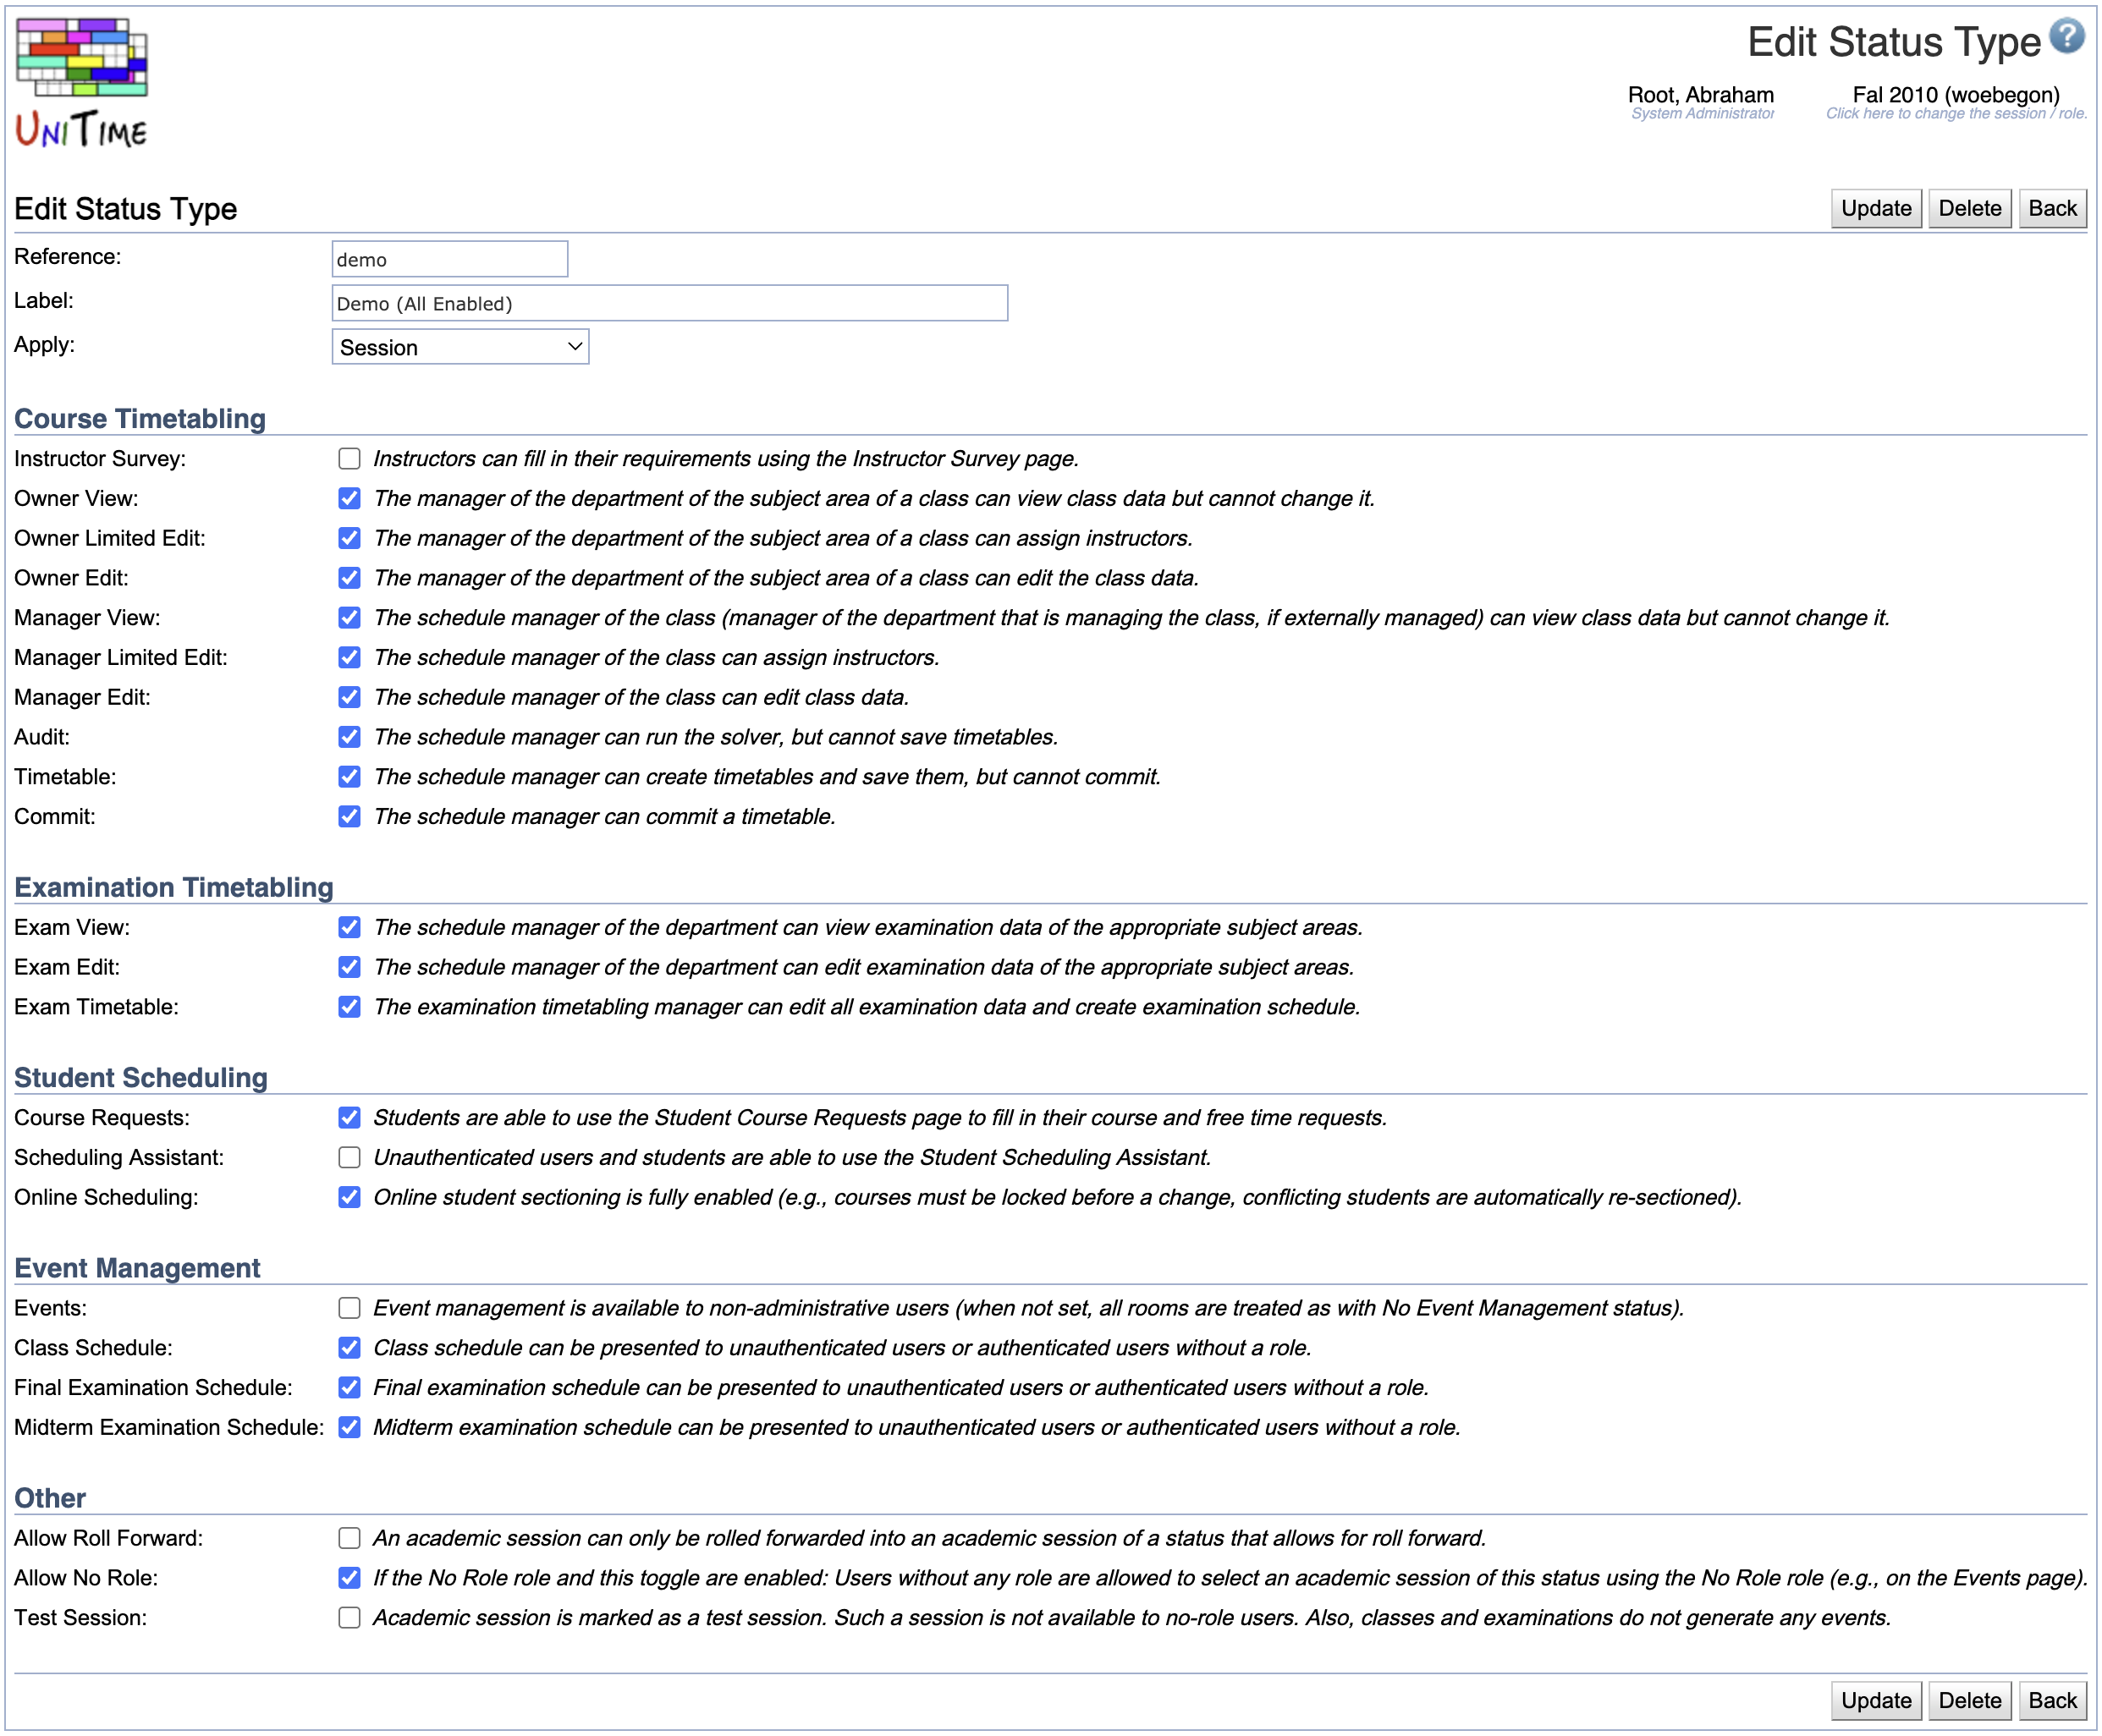 Edit Status Type ?
Root, Abraham Fal 2010 (woebegon)
System Administrator Click here to change the session / role.
UNITIME
Edit Status Type Update Delete Back
Reference: demo
Label: Demo (All Enabled)
Apply: Session
Course Timetabling
Instructor Survey: Instructors can fill in their requirements using the Instructor Survey page.
Owner View: The manager of the department of the subject area of a class can view class data but cannot change it.
Owner Limited Edit: The manager of the department of the subject area of a class can assign instructors.
Owner Edit: The manager of the department of the subject area of a class can edit the class data.
Manager View: The schedule manager of the class (manager of the department that is managing the class, if externally managed) can view class data but cannot change it.
Manager Limited Edit: The schedule manager of the class can assign instructors.
Manager Edit: The schedule manager of the class can edit class data.
Audit: The schedule manager can run the solver, but cannot save timetables.
Timetable: The schedule manager can create timetables and save them, but cannot commit.
Commit: The schedule manager can commit a timetable.
Examination Timetabling
Exam View: The schedule manager of the department can view examination data of the appropriate subject areas.
Exam Edit: The schedule manager of the department can edit examination data of the appropriate subject areas.
Exam Timetable: The examination timetabling manager can edit all examination data and create examination schedule.
Student Scheduling
Course Requests: Students are able to use the Student Course Requests page to fill in their course and free time requests.
Scheduling Assistant: Unauthenticated users and students are able to use the Student Scheduling Assistant.
Online Scheduling: Online student sectioning is fully enabled (e.g., courses must be locked before a change, conflicting students are automatically re-sectioned).
Event Management
Events: Event management is available to non-administrative users (when not set, all rooms are treated as with No Event Management status).
Class Schedule: Class schedule can be presented to unauthenticated users or authenticated users without a role.
Final Examination Schedule: Final examination schedule can be presented to unauthenticated users or authenticated users without a role.
Midterm Examination Schedule: Midterm examination schedule can be presented to unauthenticated users or authenticated users without a role.
Other
Allow Roll Forward: An academic session can only be rolled forwarded into an academic session of a status that allows for roll forward.
Allow No Role: If the No Role role and this toggle are enabled: Users without any role are allowed to select an academic session of this status using the No Role role (e.g., on the Events page).
Test Session: Academic session is marked as a test session. Such a session is not available to no-role users. Also, classes and examinations do not generate any events.
Update Delete Back